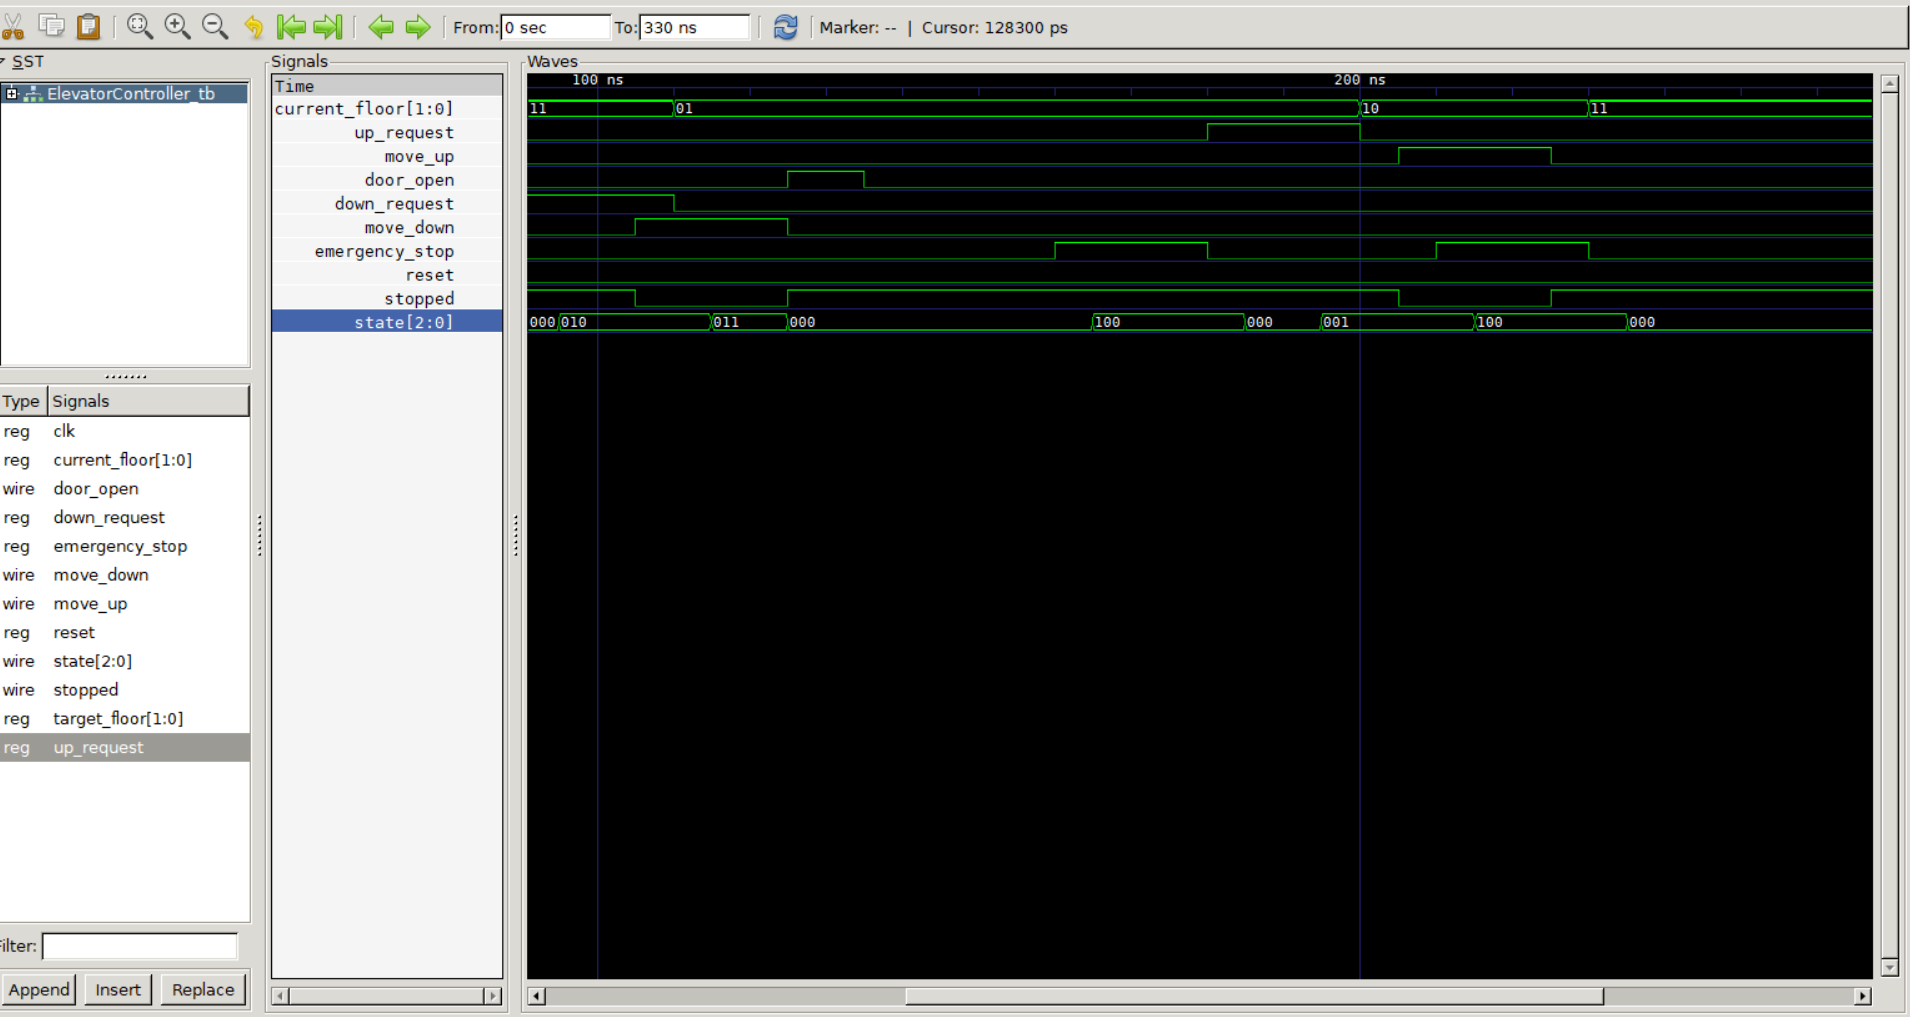 From: 0 sec To: 330 ns Marker: -- | Cursor: 128300 ps
SST
ElevatorController_tb
Type Signals
reg clk
reg current_floor[1:0]
wire door_open
reg down_request
reg emergency_stop
wire move_down
wire move_up
reg reset
wire state[2:0]
wire stopped
reg target_floor[1:0]
reg up_request
Filter:
Append Insert Replace
Signals
Time
current_floor[1:0]
up_request
move_up
door_open
down_request
move_down
emergency_stop
reset
stopped
state[2:0]
Waves
100 ns 200 ns
11 01 10 11
000 010 011 000 100 000 001 100 000